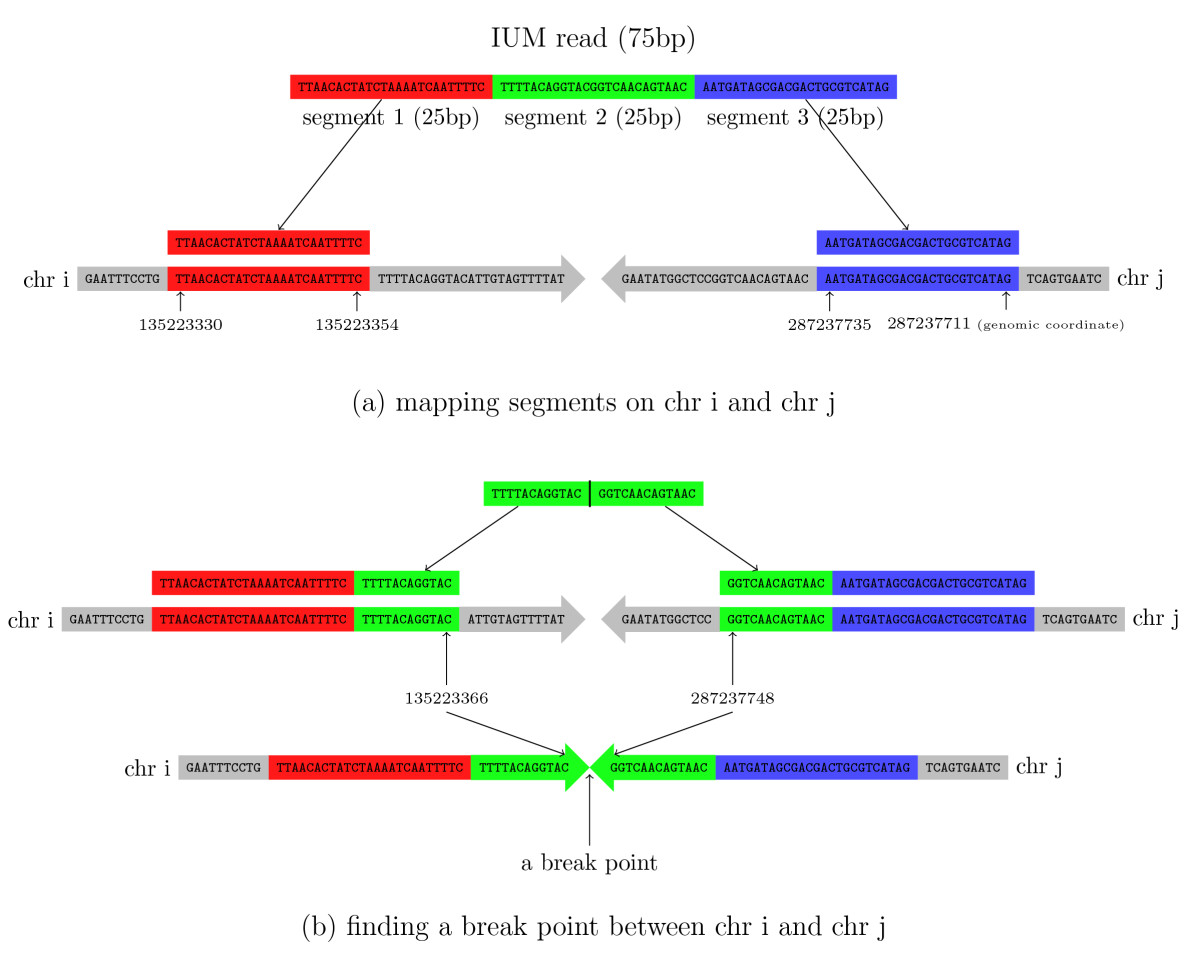 IUM read (75bp)
TTAACACTATCTAAAATCAATTTTC TTTTACAGGTACGGTCAACAGTAAC AATGATAGCGACGACTGCGTCATAG
segment 1 (25bp) segment 2 (25bp) segment 3 (25bp)
TTAACACTATCTAAAATCAATTTTC AATGATAGCGACGACTGCGTCATAG
chr i GAATTTCCTG TTAACACTATCTAAAATCAATTTTC TTTTACAGGTACATTGTAGTTTTAT GAATATGGCTCCGGTCAACAGTAAC AATGATAGCGACGACTGCGTCATAG TCAGTGAATC chr j
135223330 135223354 287237735 287237711 (genomic coordinate)
(a) mapping segments on chr i and chr j
TTTTACAGGTAC GGTCAACAGTAAC
TTAACACTATCTAAAATCAATTTTC TTTTACAGGTAC GGTCAACAGTAAC AATGATAGCGACGACTGCGTCATAG
chr i GAATTTCCTG TTAACACTATCTAAAATCAATTTTC TTTTACAGGTAC ATTGTAGTTTTAT GAATATGGCTCC GGTCAACAGTAAC AATGATAGCGACGACTGCGTCATAG TCAGTGAATC chr j
135223366 287237748
chr i GAATTTCCTG TTAACACTATCTAAAATCAATTTTC TTTTACAGGTAC GGTCAACAGTAAC AATGATAGCGACGACTGCGTCATAG TCAGTGAATC chr j
a break point
(b) finding a break point between chr i and chr j